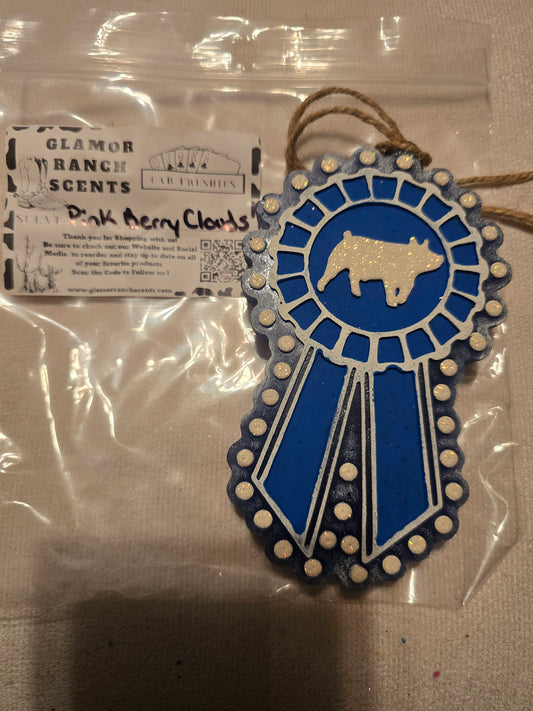 GLAMOR
RANCH
SCENTS
CAR FRESHIES
SCENT
Pink Berry Clouds
Thank you for Shopping with us!
Be sure to check out our Website and Social
Media to reorder and stay up to date on all
of your favorite products.
Scan the Code to Follow us!
www.glamorranchscents.com